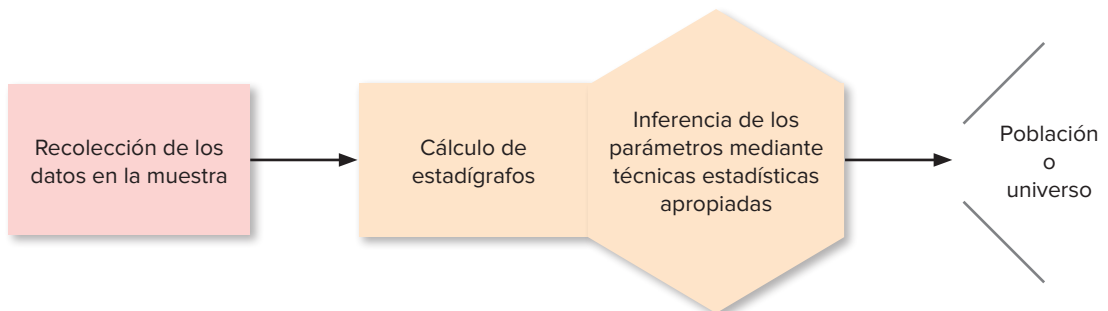 Recolección de los
datos en la muestra
Cálculo de
estadígrafos
Inferencia de los
parámetros mediante
técnicas estadísticas
apropiadas
Población
o
universo